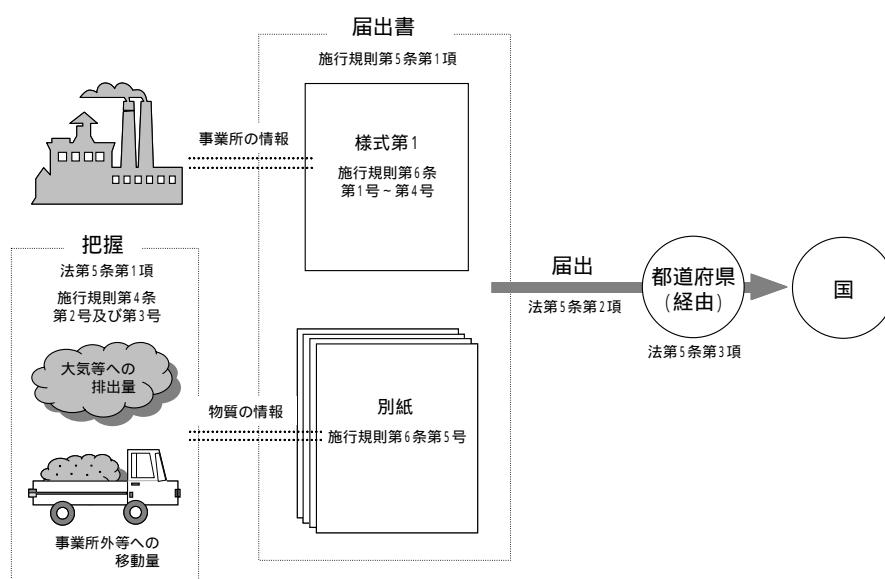 届出書
施行規則第5条第1項
事業所の情報
様式第1
施行規則第6条
第1号~第4号
把握
法第5条第1項
施行規則第4条
第2号及び第3号
大気等への
排出量
事業所外等への
移動量
物質の情報
別紙
施行規則第6条第5号
届出
法第5条第2項
都道府県
(経由)
法第5条第3項
国